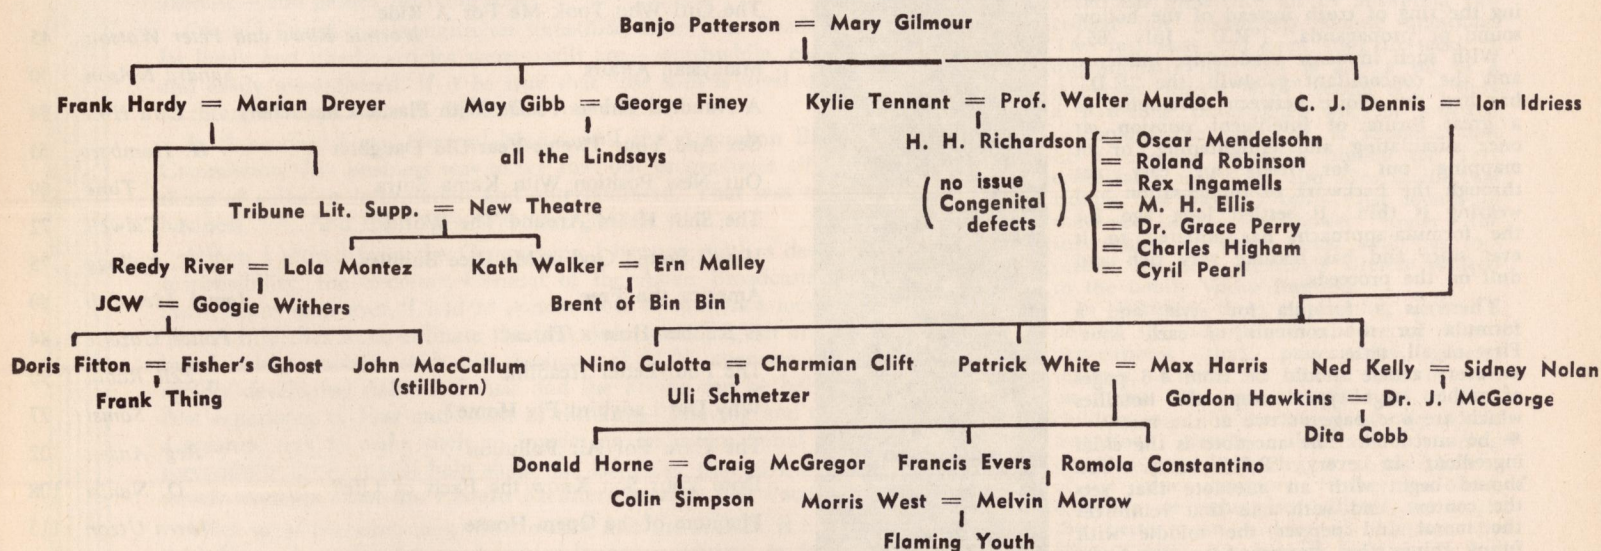 Banjo Patterson = Mary Gilmour
Frank Hardy = Marian Dreyer
May Gibb = George Finey
Kylie Tennant = Prof. Walter Murdoch
C. J. Dennis = Ion Idriess
all the Lindsays
H. H. Richardson
= Oscar Mendelsohn
= Roland Robinson
= Rex Ingamells
= M. H. Ellis
= Dr. Grace Perry
= Charles Higham
= Cyril Pearl
(no issue
Congenital
defects)
Tribune Lit. Supp. = New Theatre
Reedy River = Lola Montez
Kath Walker = Ern Malley
JCW = Googie Withers
Brent of Bin Bin
Doris Fitton = Fisher's Ghost
John MacCallum
(stillborn)
Frank Thing
Nina Culotta = Charmian Clift
Uli Schmetzer
Patrick White = Max Harris
Ned Kelly = Sidney Nolan
Gordon Hawkins = Dr. J. McGeorge
Dita Cobb
Donald Horne = Craig McGregor
Francis Evers
Romola Constantino
Colin Simpson
Morris West = Melvin Morrow
Flaming Youth